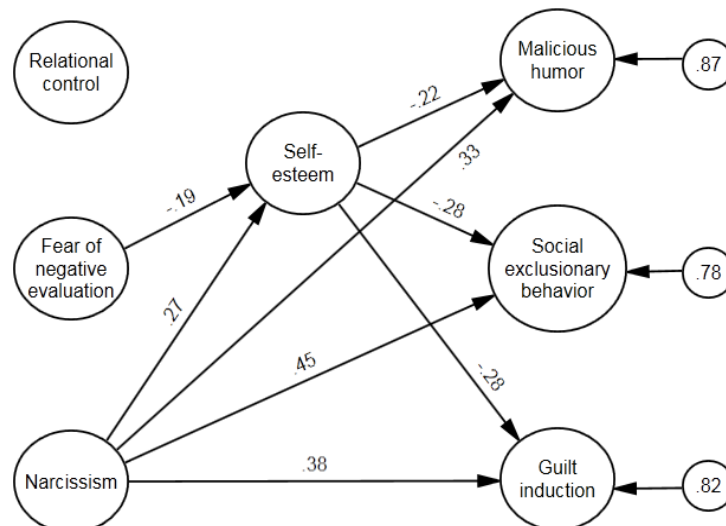 Relational
control
Malicious
humor
.87
-.22
Self-
esteem
.33
-.19
-.28
Fear of
negative
evaluation
Social
exclusionary
behavior
.78
.27
.45
-.28
Narcissism
.38
Guilt
induction
.82